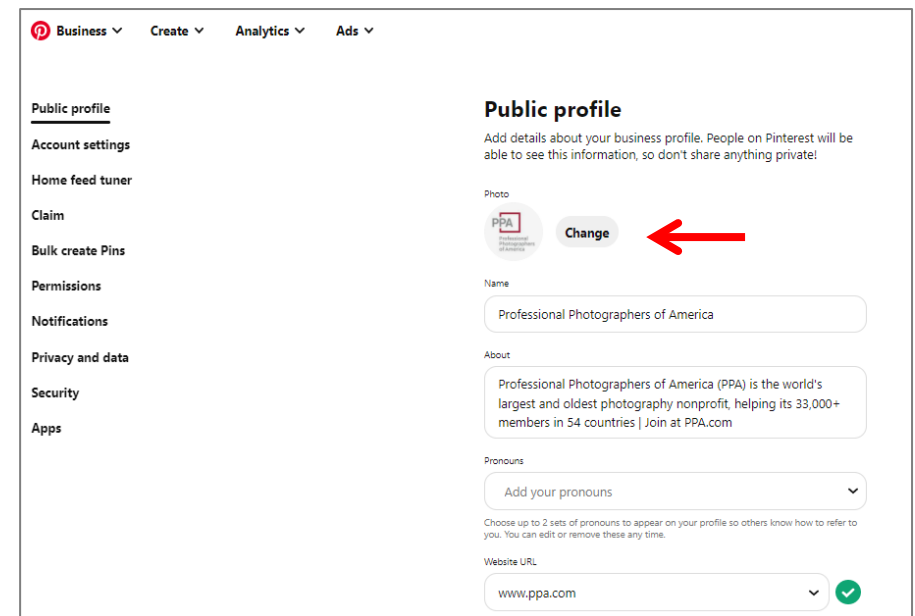 Business Create Analytics Ads
Public profile
Account settings
Home feed tuner
Claim
Bulk create Pins
Permissions
Notifications
Privacy and data
Security
Apps
Public profile
Add details about your business profile. People on Pinterest will be
able to see this information, so don't share anything private!
Photo
PPA
Professional
Photographers
of America
Change
Name
Professional Photographers of America
About
Professional Photographers of America (PPA) is the world's
largest and oldest photography nonprofit, helping its 33,000+
members in 54 countries | Join at PPA.com
Pronouns
Add your pronouns
Choose up to 2 sets of pronouns to appear on your profile so others know how to refer to
you. You can edit or remove these any time.
Website URL
www.ppa.com